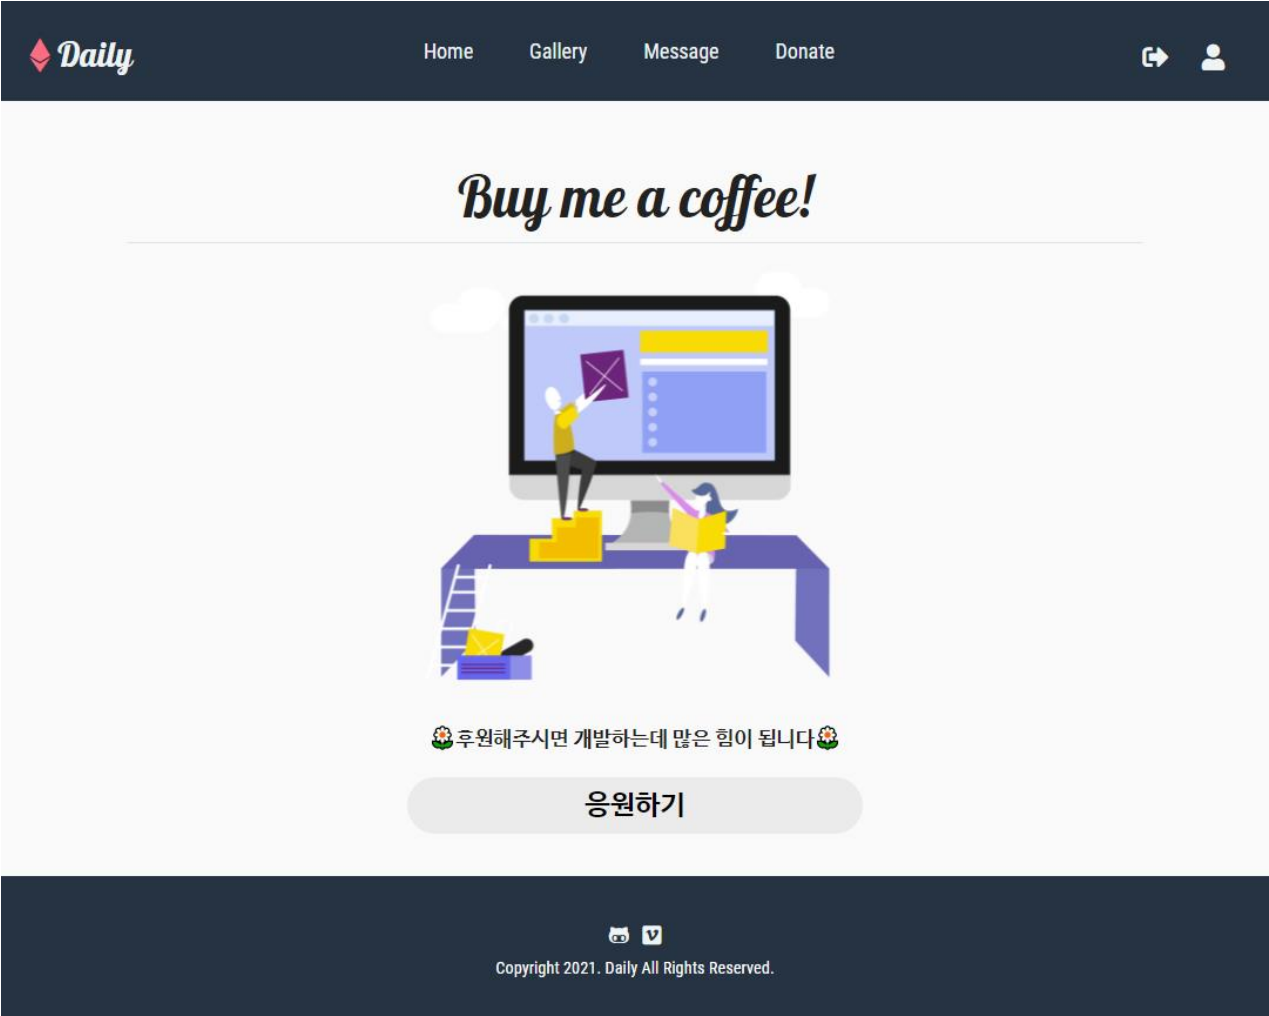 Daily
Home Gallery Message Donate
Buy me a coffee!
🌼후원해주시면 개발하는데 많은 힘이 됩니다🌼
응원하기
Copyright 2021. Daily All Rights Reserved.